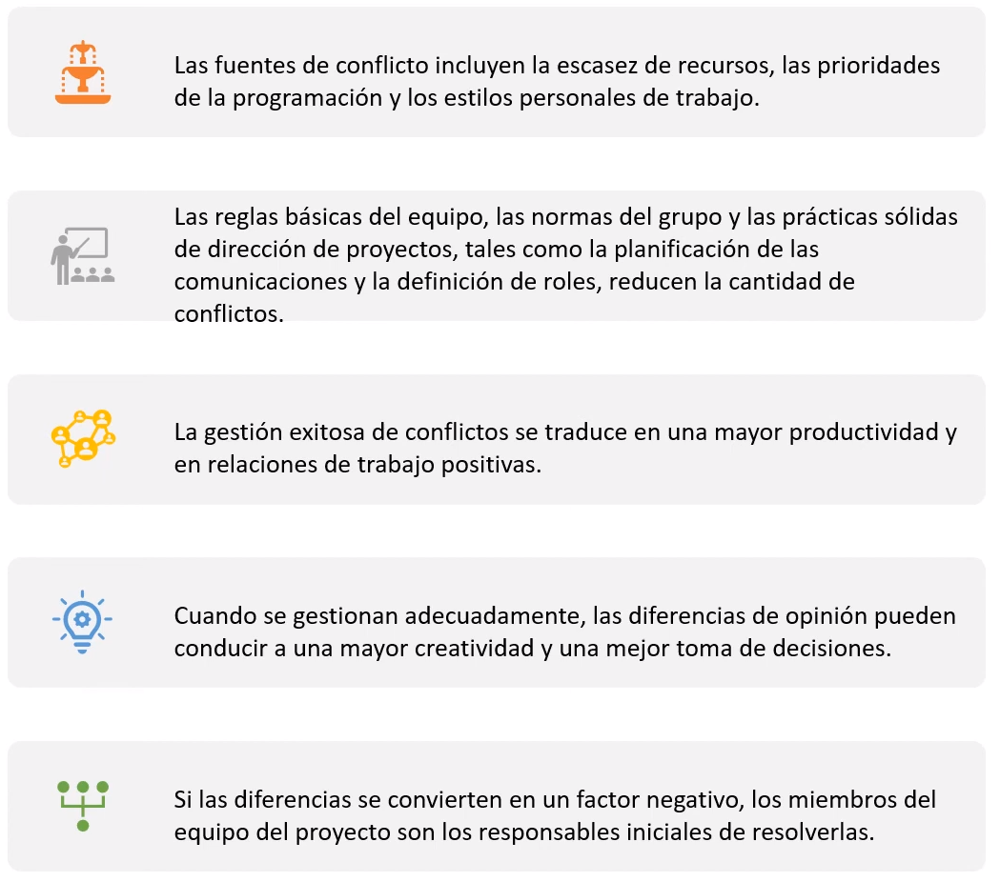 Las fuentes de conflicto incluyen la escasez de recursos, las prioridades
de la programación y los estilos personales de trabajo.
Las reglas básicas del equipo, las normas del grupo y las prácticas sólidas
de dirección de proyectos, tales como la planificación de las
comunicaciones y la definición de roles, reducen la cantidad de
conflictos.
La gestión exitosa de conflictos se traduce en una mayor productividad y
en relaciones de trabajo positivas.
Cuando se gestionan adecuadamente, las diferencias de opinión pueden
conducir a una mayor creatividad y una mejor toma de decisiones.
Si las diferencias se convierten en un factor negativo, los miembros del
equipo del proyecto son los responsables iniciales de resolverlas.